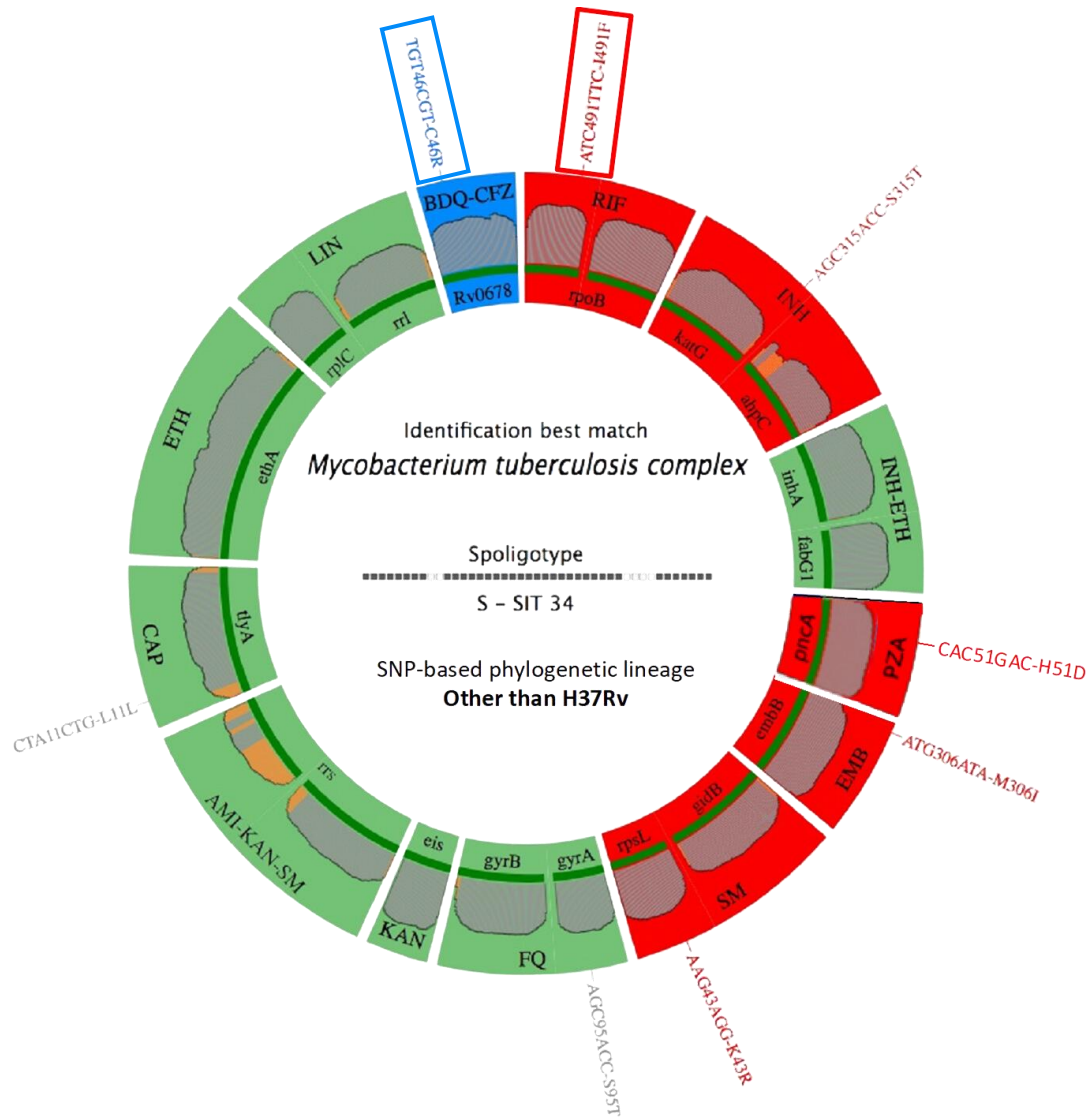 TGT46CGT-C46R
ATC491TTC-I491F
AGC315ACC-S315T
CAC51GAC-H51D
ATG306ATA-M306I
AAG43AGG-K43R
AGC95ACC-S95T
CTA11CTG-L11L
BDQ-CFZ
Rv0678
RIF
rpoB
INH
katG
ahpC
INH-ETH
inhA
fabG1
PZA
pncA
EMB
embB
SM
gidB
rpsL
FQ
gyrA
gyrB
KAN
eis
AMI-KAN-SM
rrs
CAP
tlyA
ETH
ethA
LIN
rplC
rrl
Identification best match
Mycobacterium tuberculosis complex
Spoligotype
S – SIT 34
SNP-based phylogenetic lineage
Other than H37Rv